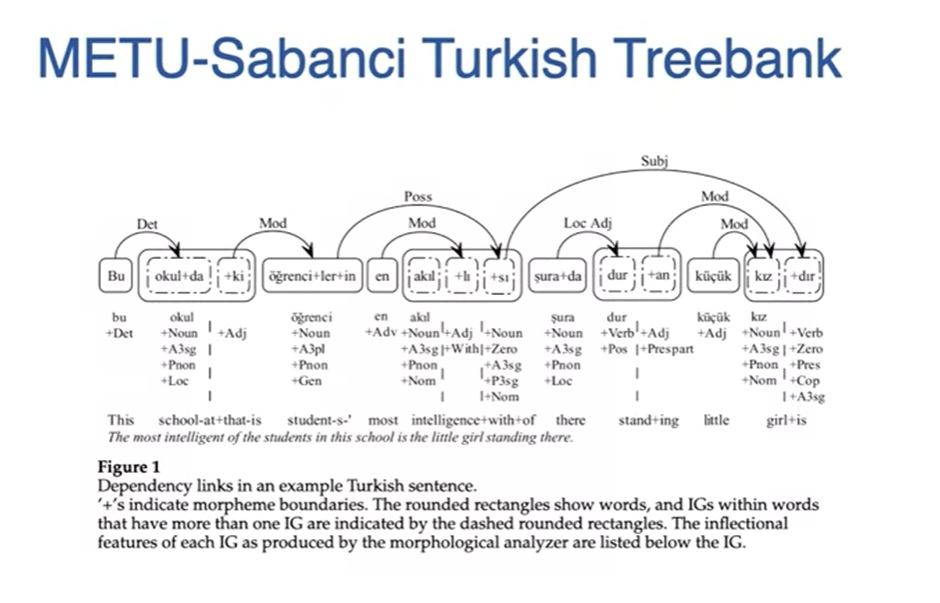 METU-Sabanci Turkish Treebank
Subj
Poss Mod
Det Mod Mod Loc Adj Mod
Bu okul+da +ki öğrenci+ler+in en akıl +lı +sı şura+da dur +an küçük kız +dır
bu okul öğrenci en akıl şura dur küçük kız
+Det +Noun +Adj +Noun +Adv +Noun +Adj +Noun +Noun +Verb +Adj +Adj +Noun +Verb
+A3sg +A3pl +A3sg +With +Zero +A3sg +Pos +Prespart +A3sg +Zero
+Pnon +Pnon +Pnon +A3sg +Pnon +Pnon +Pres
+Loc +Gen +Nom +P3sg +Loc +Nom +Cop
+Nom +A3sg
This school-at+that-is student-s-' most intelligence+with+of there stand+ing little girl+is
The most intelligent of the students in this school is the little girl standing there.
Figure 1
Dependency links in an example Turkish sentence.
'+'s indicate morpheme boundaries. The rounded rectangles show words, and IGs within words
that have more than one IG are indicated by the dashed rounded rectangles. The inflectional
features of each IG as produced by the morphological analyzer are listed below the IG.